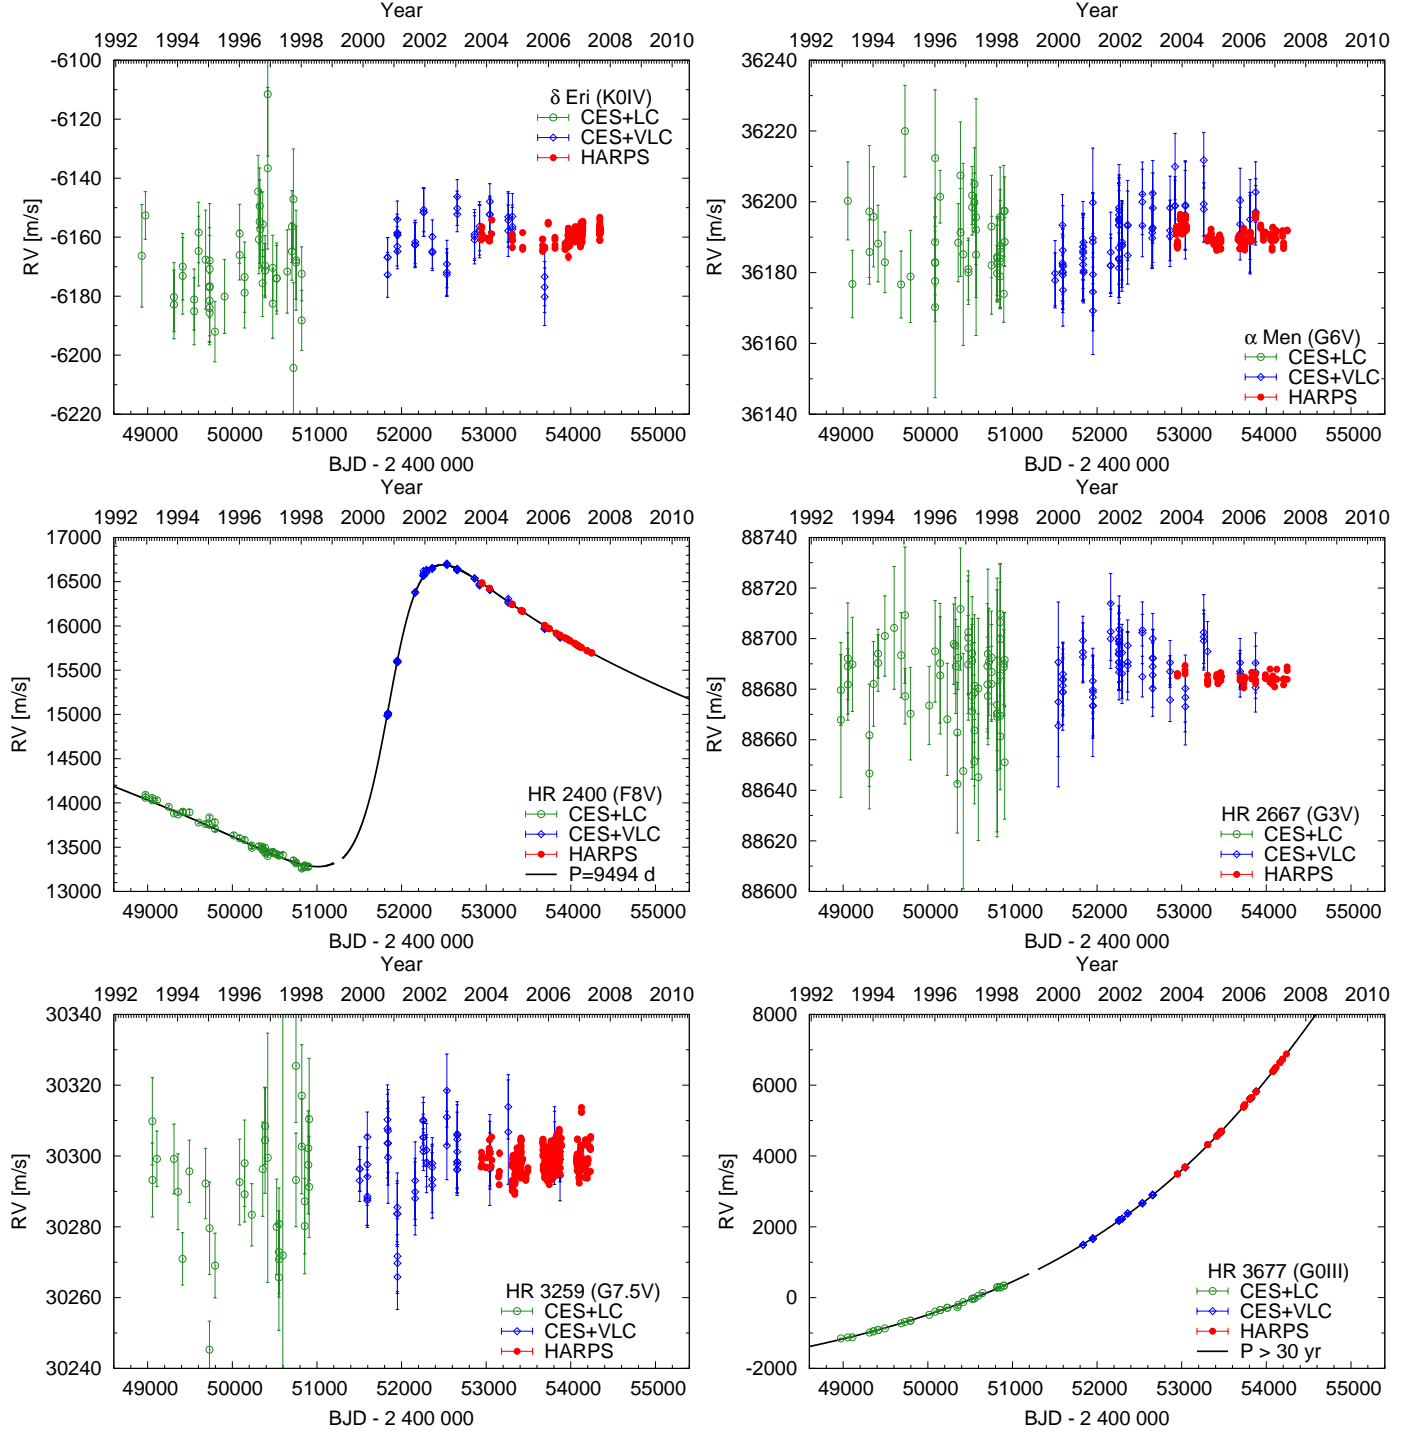 Year
1992 1994 1996 1998 2000 2002 2004 2006 2008 2010
-6100
-6120
-6140
-6160
-6180
-6200
-6220
RV [m/s]
δ Eri (K0IV)
CES+LC
CES+VLC
HARPS
49000 50000 51000 52000 53000 54000 55000
BJD - 2 400 000
Year
1992 1994 1995 1997 1998 2000 2002 2004 2006 2008 2010
36240
36220
36200
36180
36160
36140
RV [m/s]
α Men (G6V)
CES+LC
CES+VLC
HARPS
49000 50000 51000 52000 53000 54000 55000
BJD - 2 400 000
Year
1992 1994 1996 1998 2000 2002 2004 2006 2008 2010
17000
16500
16000
15500
15000
14500
14000
13500
13000
RV [m/s]
HR 2400 (F8V)
CES+LC
CES+VLC
HARPS
P=9494 d
49000 50000 51000 52000 53000 54000 55000
BJD - 2 400 000
Year
1992 1994 1996 1998 2000 2002 2004 2006 2008 2010
88740
88720
88700
88680
88660
88640
88620
88600
RV [m/s]
HR 2667 (G3V)
CES+LC
CES+VLC
HARPS
49000 50000 51000 52000 53000 54000 55000
BJD - 2 400 000
Year
1992 1994 1996 1998 2000 2002 2004 2006 2008 2010
30340
30320
30300
30280
30260
30240
RV [m/s]
HR 3259 (G7.5V)
CES+LC
CES+VLC
HARPS
49000 50000 51000 52000 53000 54000 55000
BJD - 2 400 000
Year
1992 1994 1996 1998 2000 2002 2004 2006 2008 2010
8000
6000
4000
2000
0
-2000
RV [m/s]
HR 3677 (G0III)
CES+LC
CES+VLC
HARPS
P > 30 yr
49000 50000 51000 52000 53000 54000 55000
BJD - 2 400 000